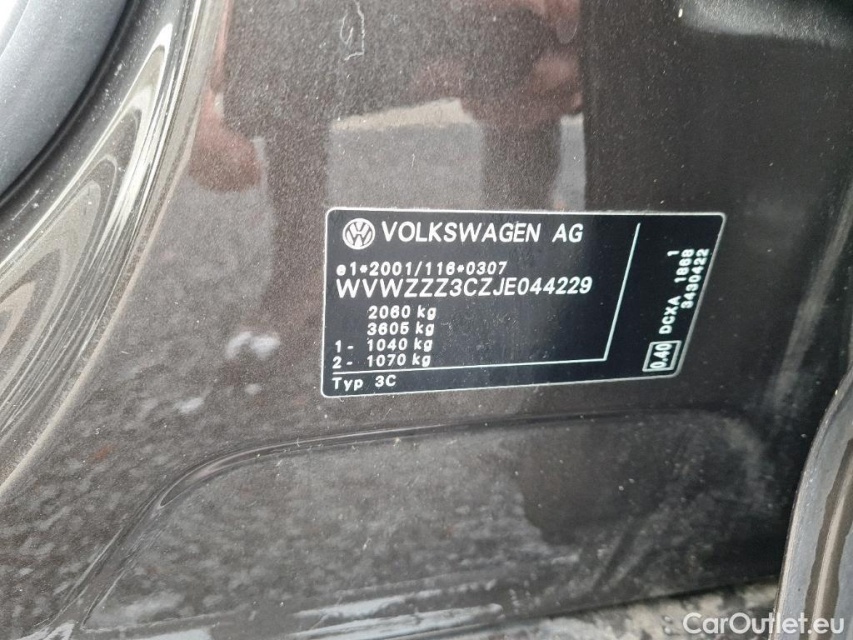 VOLKSWAGEN AG
e1*2001/116*0307
WVWZZZ3CZJE044229
2060 kg
3605 kg
1- 1040 kg
2- 1070 kg
Typ 3C
0.40 DCXA 1868 1
3430422
CarOutlet.eu